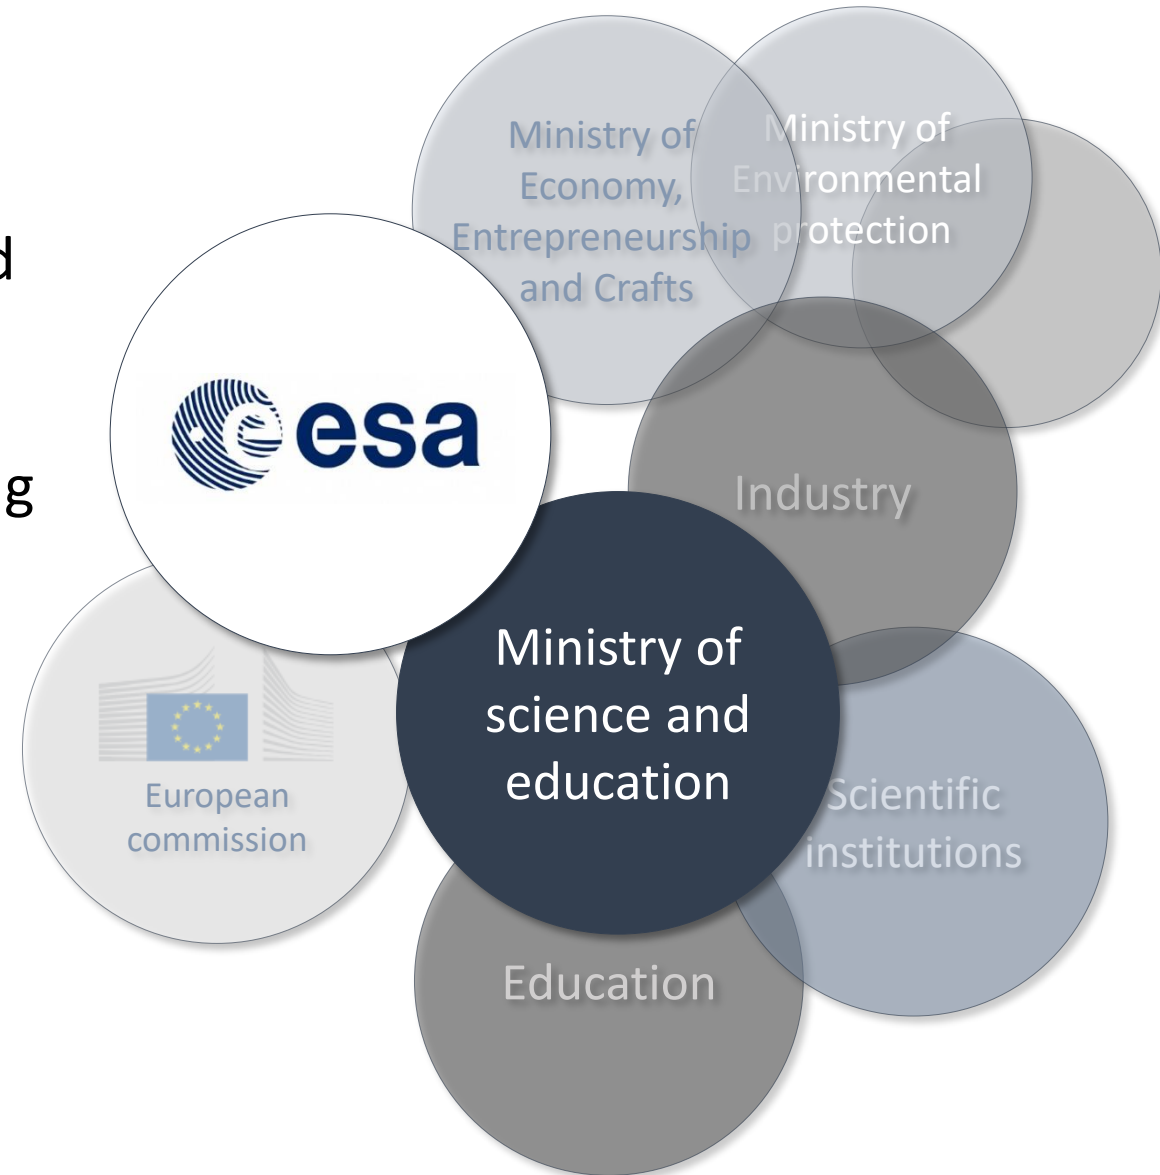 Ministry of
Economy,
Entrepreneurship
and Crafts
Ministry of
Environmental
protection
d
esa
g
Industry
Ministry of
science and
education
European
commission
Scientific
institutions
Education